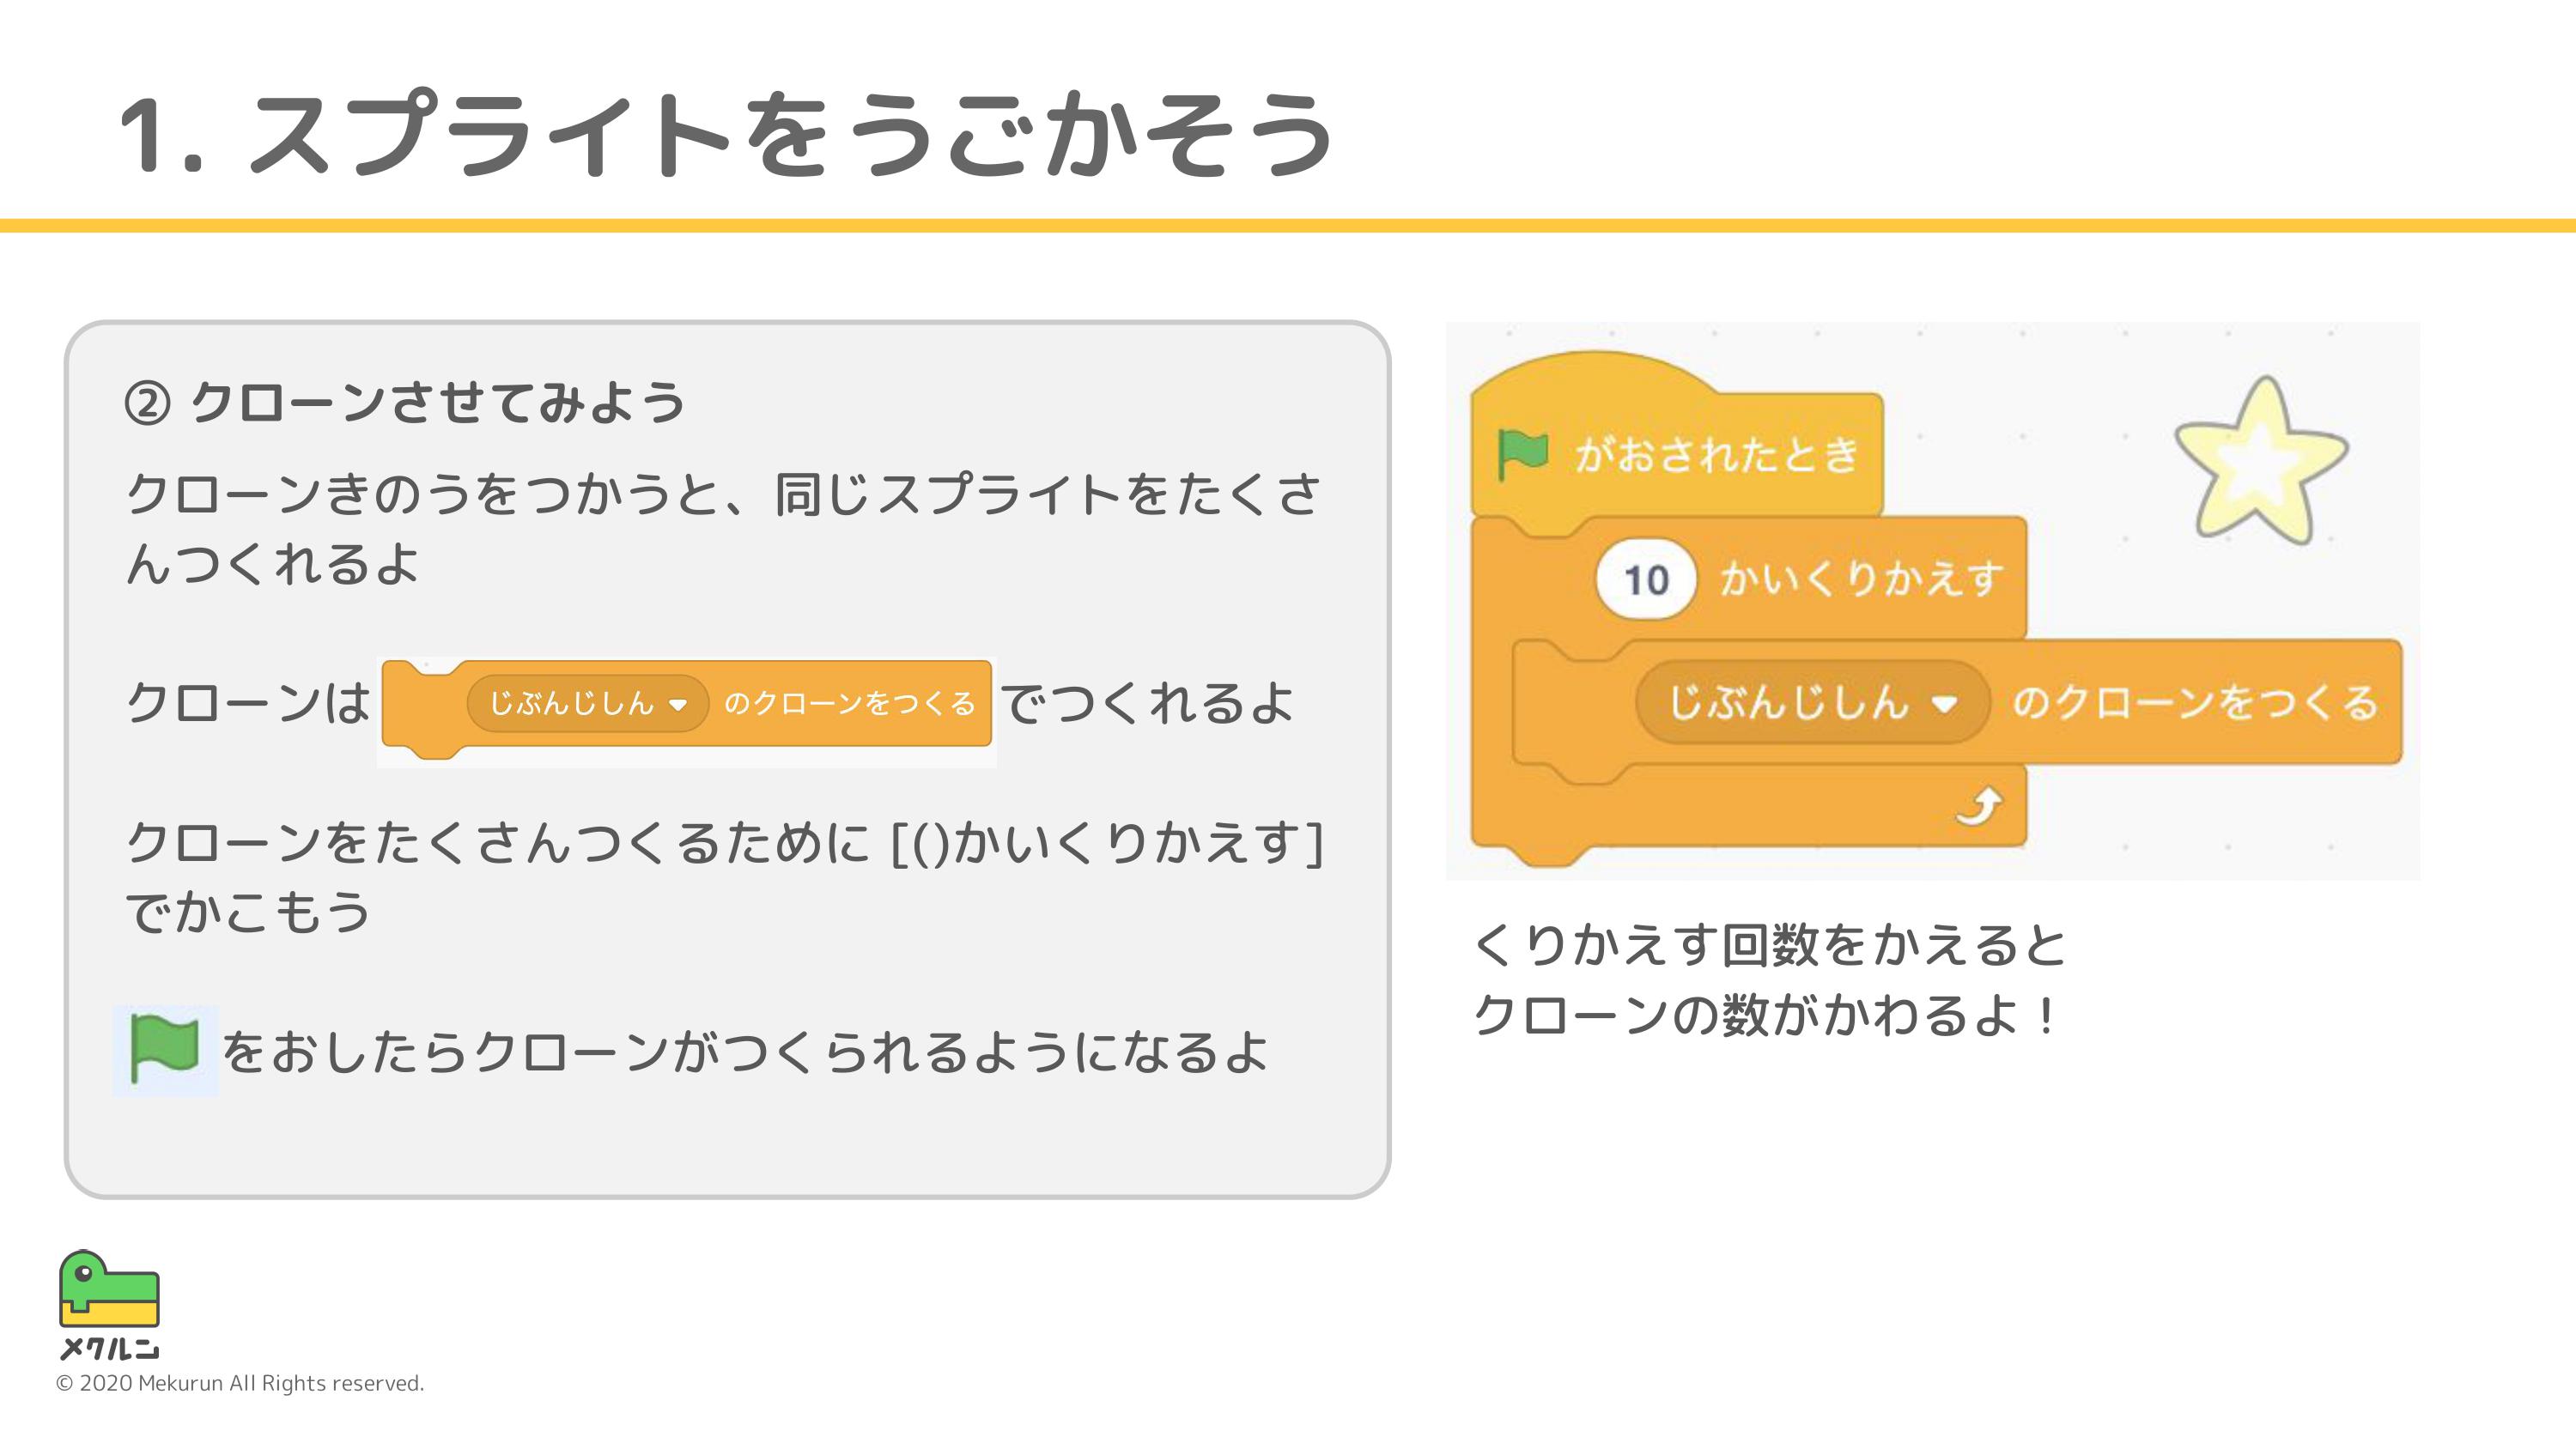 1. スプライトをうごかそう
② クローンさせてみよう
クローンきのうをつかうと、同じスプライトをたくさ
んつくれるよ
クローンは じぶんじしん のクローンをつくる でつくれるよ
クローンをたくさんつくるために [()かいくりかえす]
でかこもう
をおしたらクローンがつくられるようになるよ
がおされたとき
10 かいくりかえす
じぶんじしん のクローンをつくる
くりかえす回数をかえると
クローンの数がかわるよ！
メクルン
© 2020 Mekurun All Rights reserved.